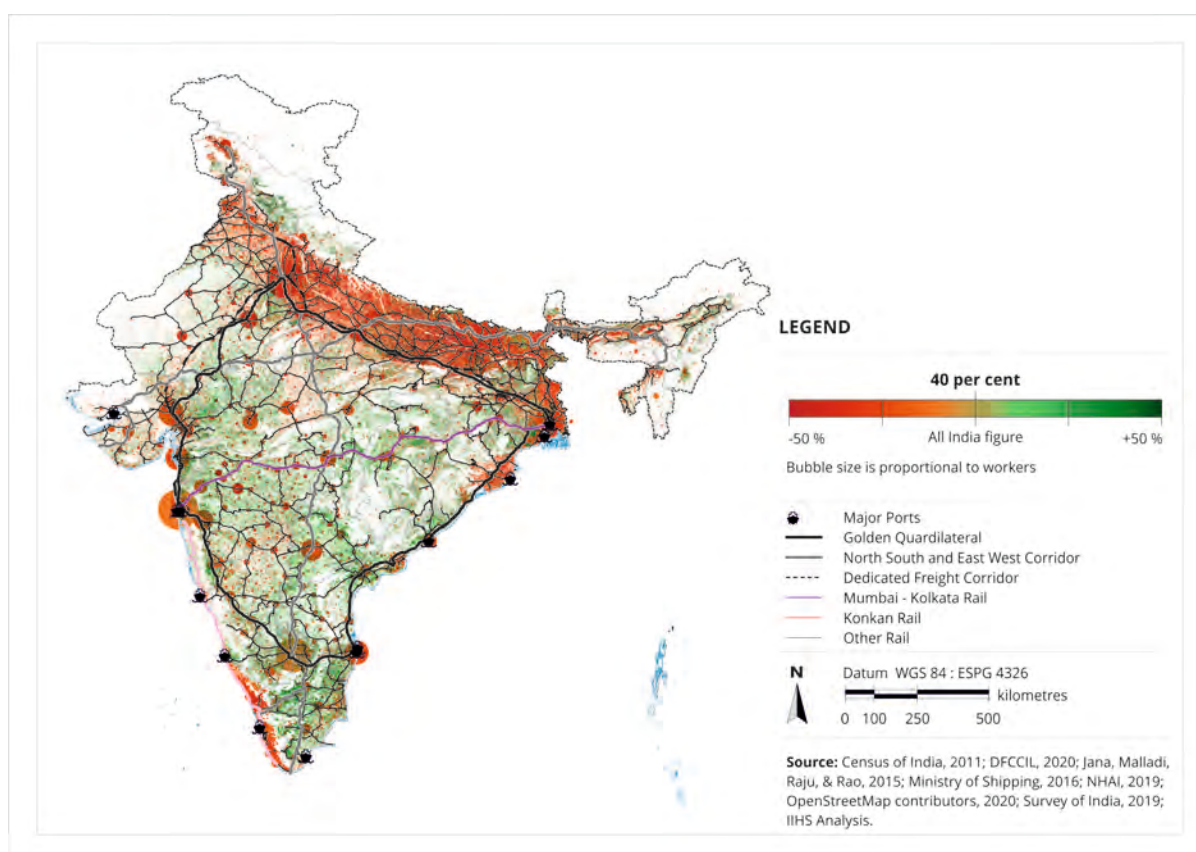 LEGEND
40 per cent
-50 %
All India figure
+50 %
Bubble size is proportional to workers
Major Ports
Golden Quardilateral
North South and East West Corridor
Dedicated Freight Corridor
Mumbai - Kolkata Rail
Konkan Rail
Other Rail
N
Datum WGS 84 : ESPG 4326
kilometres
0 100 250 500
Source: Census of India, 2011; DFCCIL, 2020; Jana, Malladi,
Raju, & Rao, 2015; Ministry of Shipping, 2016; NHAI, 2019;
OpenStreetMap contributors, 2020; Survey of India, 2019;
IIHS Analysis.